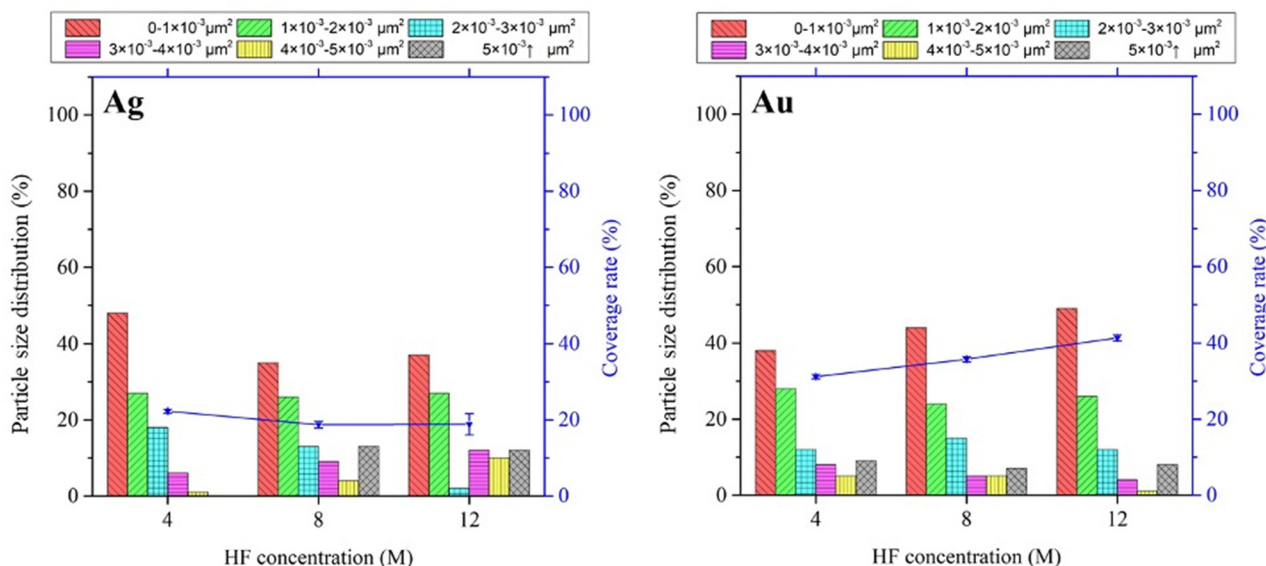 0-1×10⁻³μm² 1×10⁻³-2×10⁻³ μm² 2×10⁻³-3×10⁻³ μm²
3×10⁻³-4×10⁻³ μm² 4×10⁻³-5×10⁻³ μm² 5×10⁻³↑ μm²
Ag
Particle size distribution (%)
100
80
60
40
20
0
4 8 12
HF concentration (M)
100
80
60
40
20
0
Coverage rate (%)
0-1×10⁻³μm² 1×10⁻³-2×10⁻³ μm² 2×10⁻³-3×10⁻³ μm²
3×10⁻³-4×10⁻³ μm² 4×10⁻³-5×10⁻³ μm² 5×10⁻³↑ μm²
Au
Particle size distribution (%)
100
80
60
40
20
0
4 8 12
HF concentration (M)
100
80
60
40
20
0
Coverage rate (%)